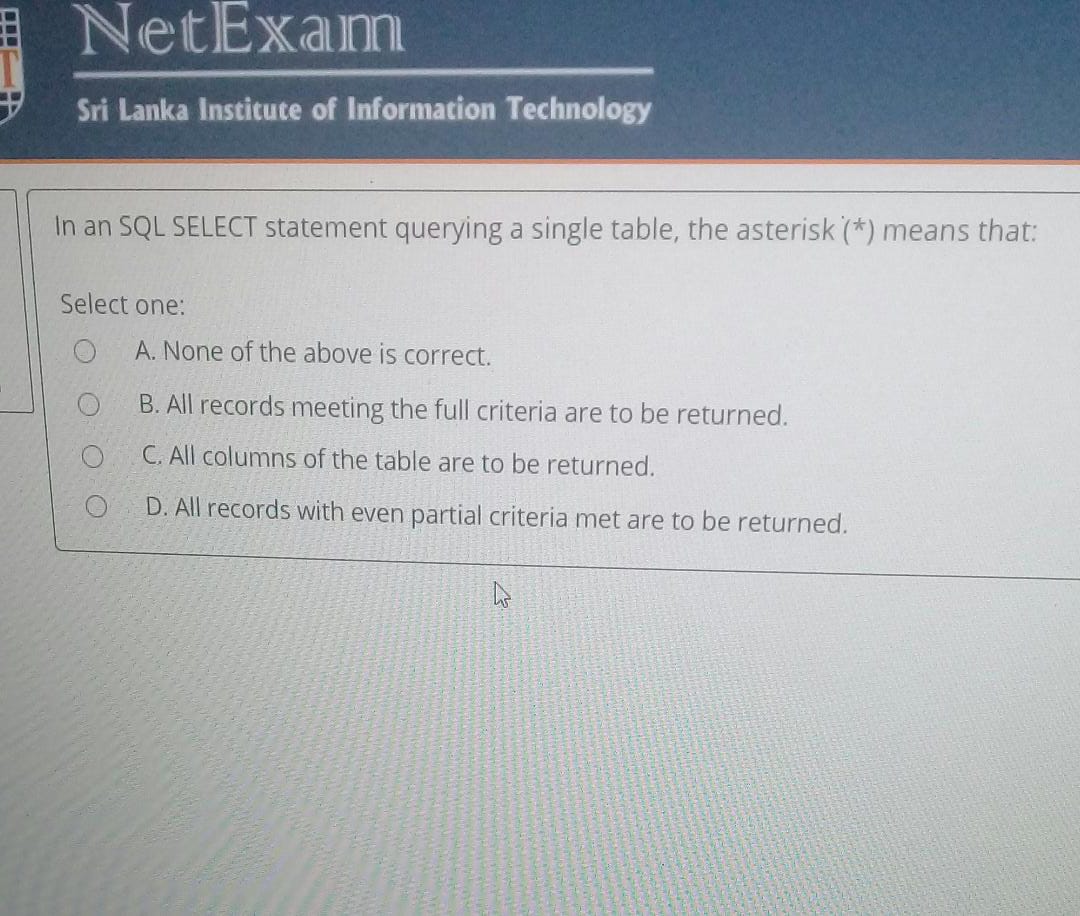 NetExam
T
Sri Lanka Institute of Information Technology
In an SQL SELECT statement querying a single table, the asterisk (*) means that:
Select one:
A. None of the above is correct.
B. All records meeting the full criteria are to be returned.
C. All columns of the table are to be returned.
D. All records with even partial criteria met are to be returned.